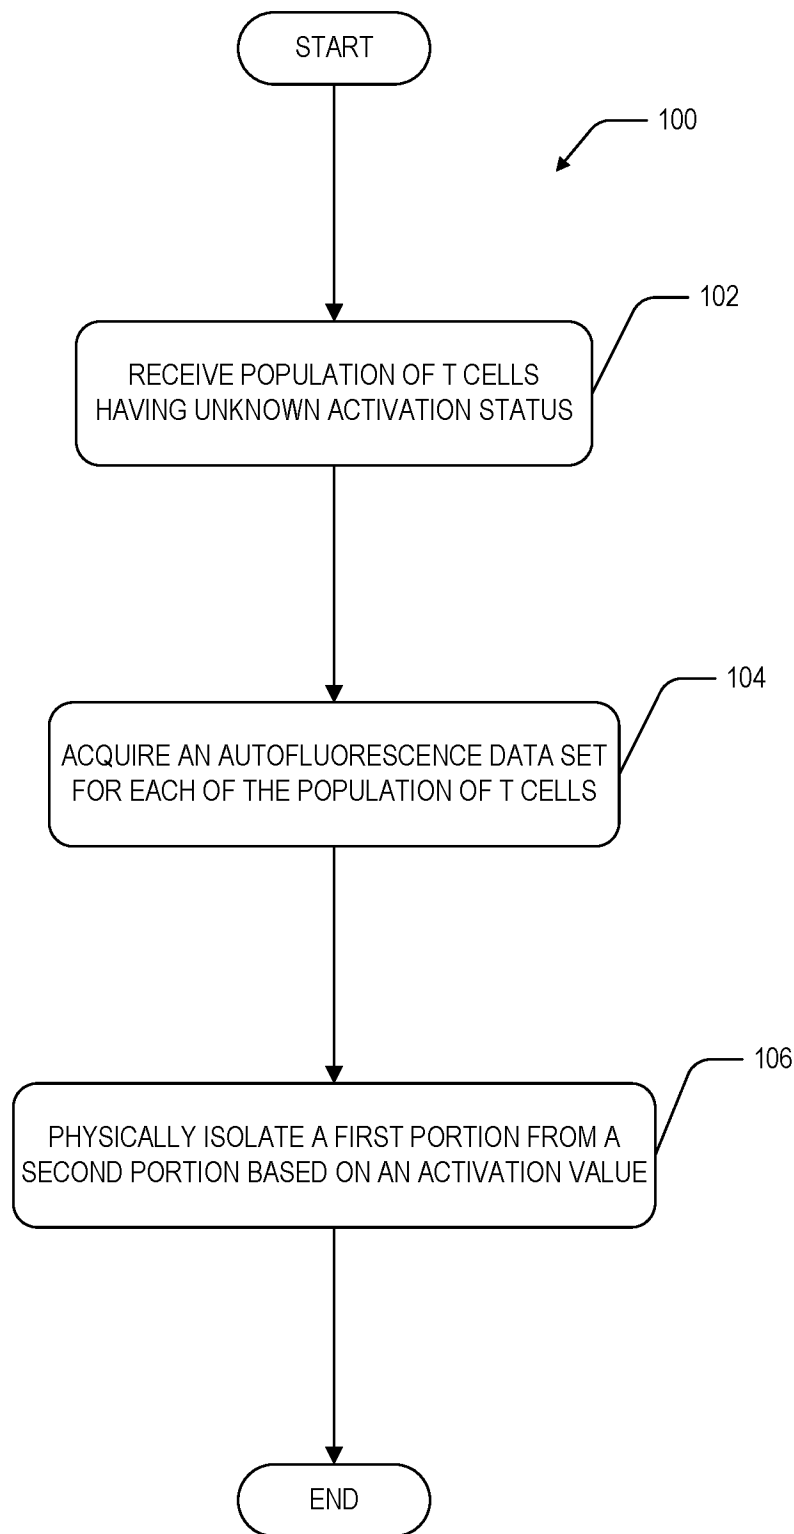 START
100
102
RECEIVE POPULATION OF T CELLS
HAVING UNKNOWN ACTIVATION STATUS
104
ACQUIRE AN AUTOFLUORESCENCE DATA SET
FOR EACH OF THE POPULATION OF T CELLS
106
PHYSICALLY ISOLATE A FIRST PORTION FROM A
SECOND PORTION BASED ON AN ACTIVATION VALUE
END